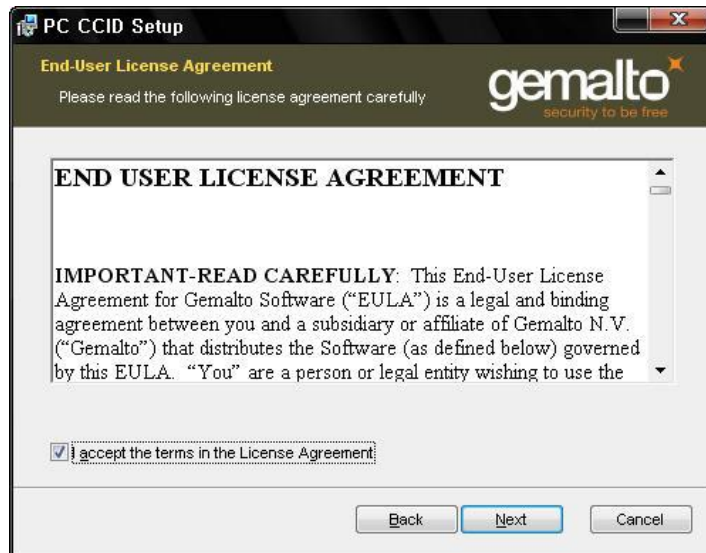 PC CCID Setup
End-User License Agreement
Please read the following license agreement carefully
gemalto
security to be free
END USER LICENSE AGREEMENT
IMPORTANT-READ CAREFULLY: This End-User License
Agreement for Gemalto Software (“EULA”) is a legal and binding
agreement between you and a subsidiary or affiliate of Gemalto N.V.
(“Gemalto”) that distributes the Software (as defined below) governed
by this EULA. “You” are a person or legal entity wishing to use the
I accept the terms in the License Agreement
Back Next Cancel